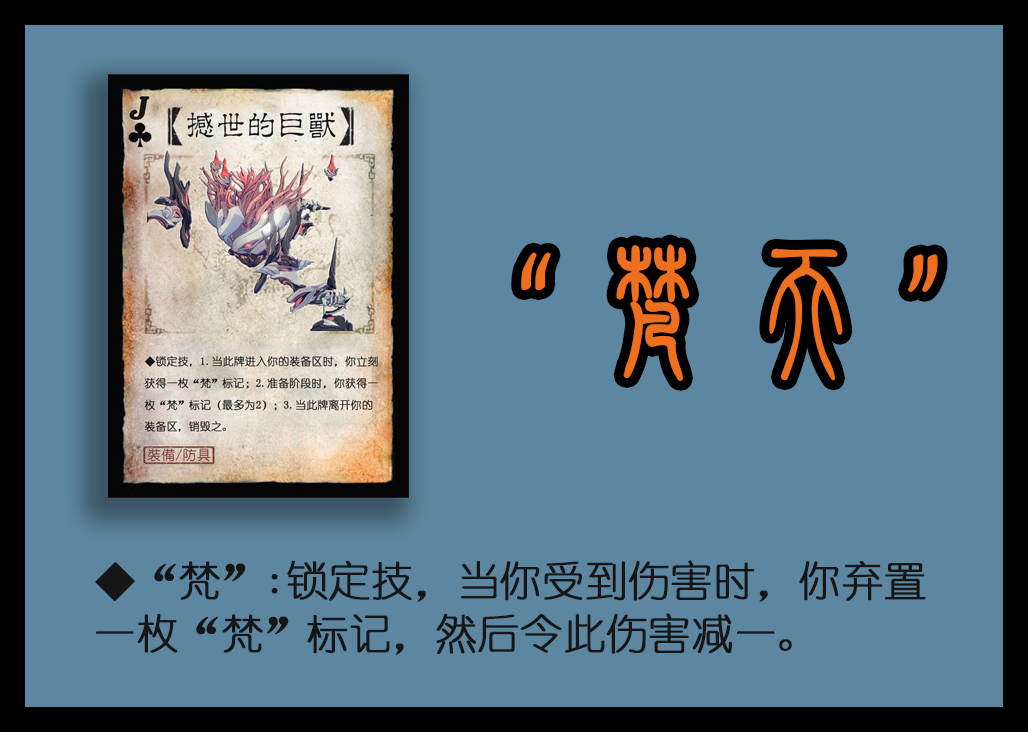 J
【撼世的巨獸】
◆锁定技，1.当此牌进入你的装备区时，你立刻
获得一枚“梵”标记；2.准备阶段时，你获得一
枚“梵”标记（最多为2）；3.当此牌离开你的
装备区，销毁之。
裝備/防具
“梵天”
◆“梵”:锁定技，当你受到伤害时，你弃置
一枚“梵”标记，然后令此伤害减一。